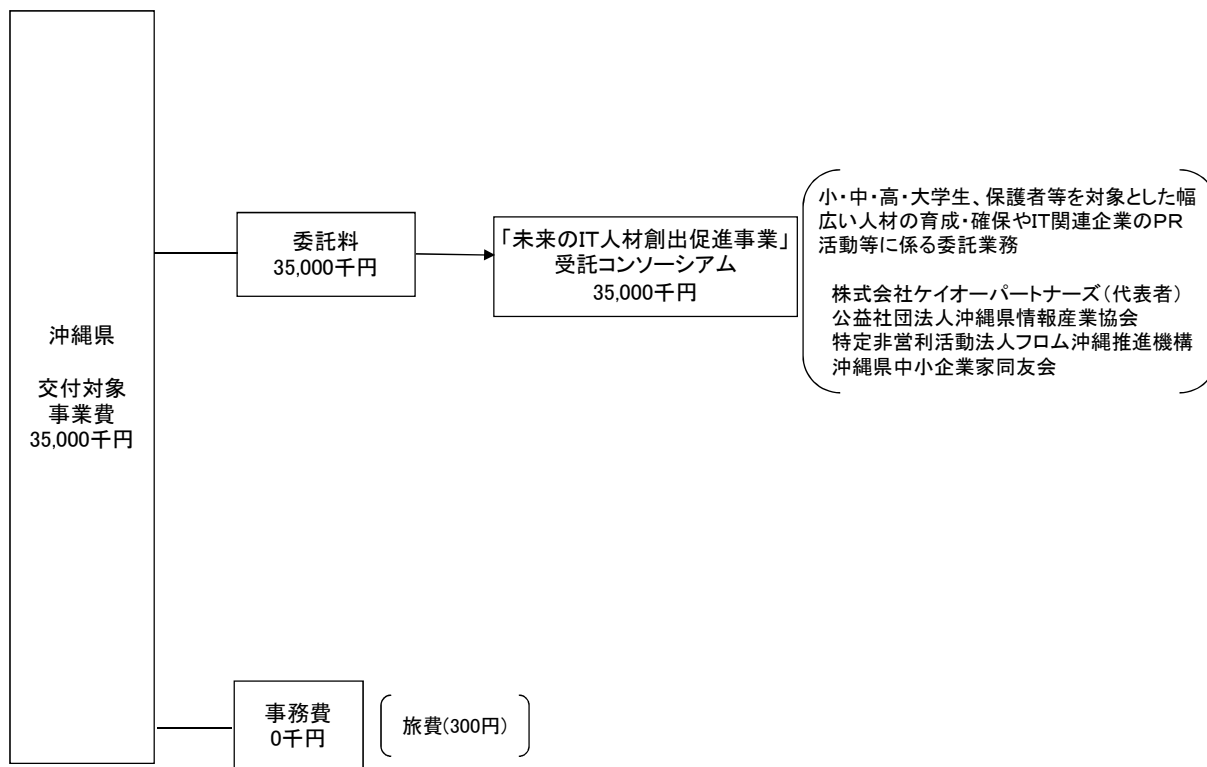 沖縄県
交付対象
事業費
35,000千円
委託料
35,000千円
「未来のIT人材創出促進事業」
受託コンソーシアム
35,000千円
小・中・高・大学生、保護者等を対象とした幅
広い人材の育成・確保やIT関連企業のPR
活動等に係る委託業務
株式会社ケイオーパートナーズ(代表者)
公益社団法人沖縄県情報産業協会
特定非営利活動法人フロム沖縄推進機構
沖縄県中小企業家同友会
事務費
0千円
旅費(300円)